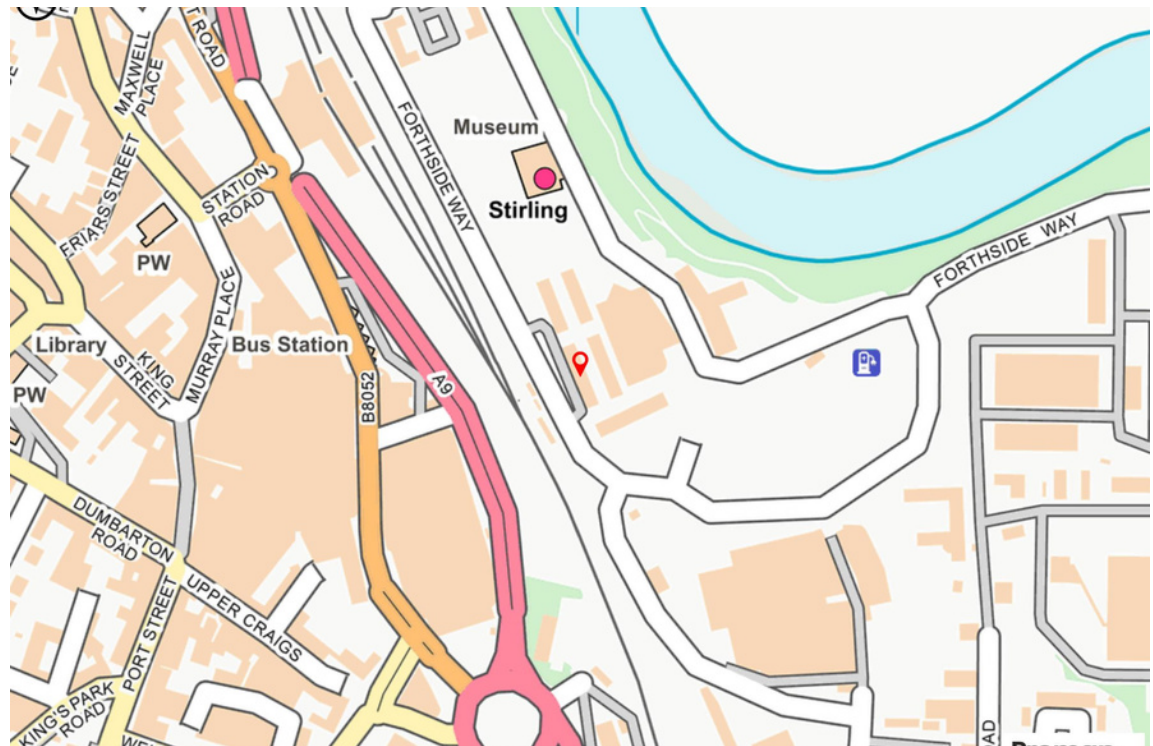 MAXWELL
PLACE
T ROAD
FORTHSIDE WAY
Museum
Stirling
FRIARS STREET
STATION
ROAD
PW
MURRAY PLACE
FORTHSIDE WAY
Library
Bus Station
KING
STREET
PW
A9
B8052
DUMBARTON
ROAD
UPPER CRAIGS
PORT STREET
KING'S PARK
ROAD
AD